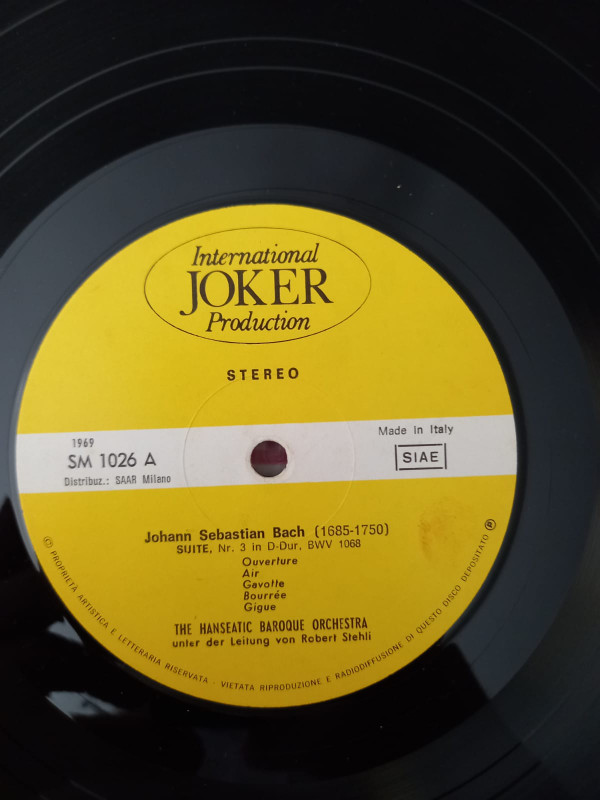 International
JOKER
Production
STEREO
1969
SM 1026 A
Distribuz.: SAAR Milano
Made in Italy
SIAE
Johann Sebastian Bach (1685-1750)
SUITE, Nr. 3 in D-Dur, BWV 1068
Ouverture
Air
Gavotte
Bourrée
Gigue
THE HANSEATIC BAROQUE ORCHESTRA
unter der Leitung von Robert Stehli
© PROPRIETÀ ARTISTICA E LETTERARIA RISERVATA - VIETATA RIPRODUZIONE E RADIODIFFUSIONE DI QUESTO DISCO DEPOSITATO ℗